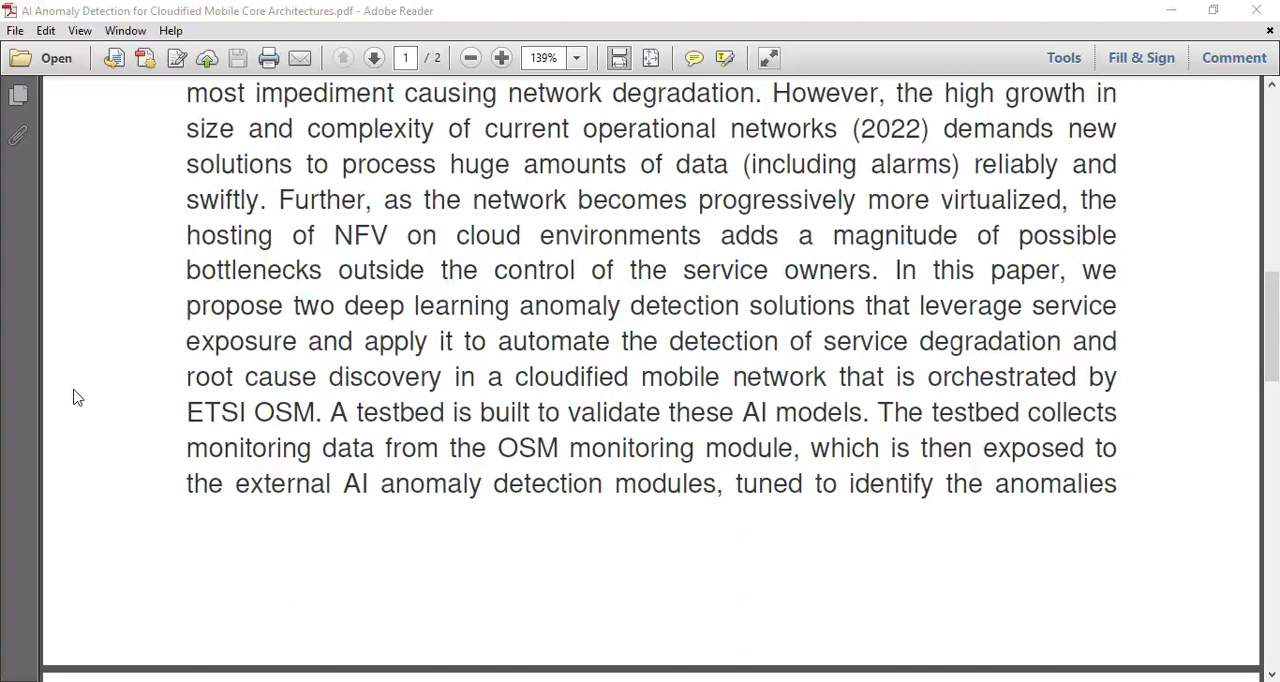 AI Anomaly Detection for Cloudified Mobile Core Architectures.pdf - Adobe Reader
File Edit View Window Help
Open 1 / 2 139% Tools Fill & Sign Comment
most impediment causing network degradation. However, the high growth in
size and complexity of current operational networks (2022) demands new
solutions to process huge amounts of data (including alarms) reliably and
swiftly. Further, as the network becomes progressively more virtualized, the
hosting of NFV on cloud environments adds a magnitude of possible
bottlenecks outside the control of the service owners. In this paper, we
propose two deep learning anomaly detection solutions that leverage service
exposure and apply it to automate the detection of service degradation and
root cause discovery in a cloudified mobile network that is orchestrated by
ETSI OSM. A testbed is built to validate these AI models. The testbed collects
monitoring data from the OSM monitoring module, which is then exposed to
the external AI anomaly detection modules, tuned to identify the anomalies